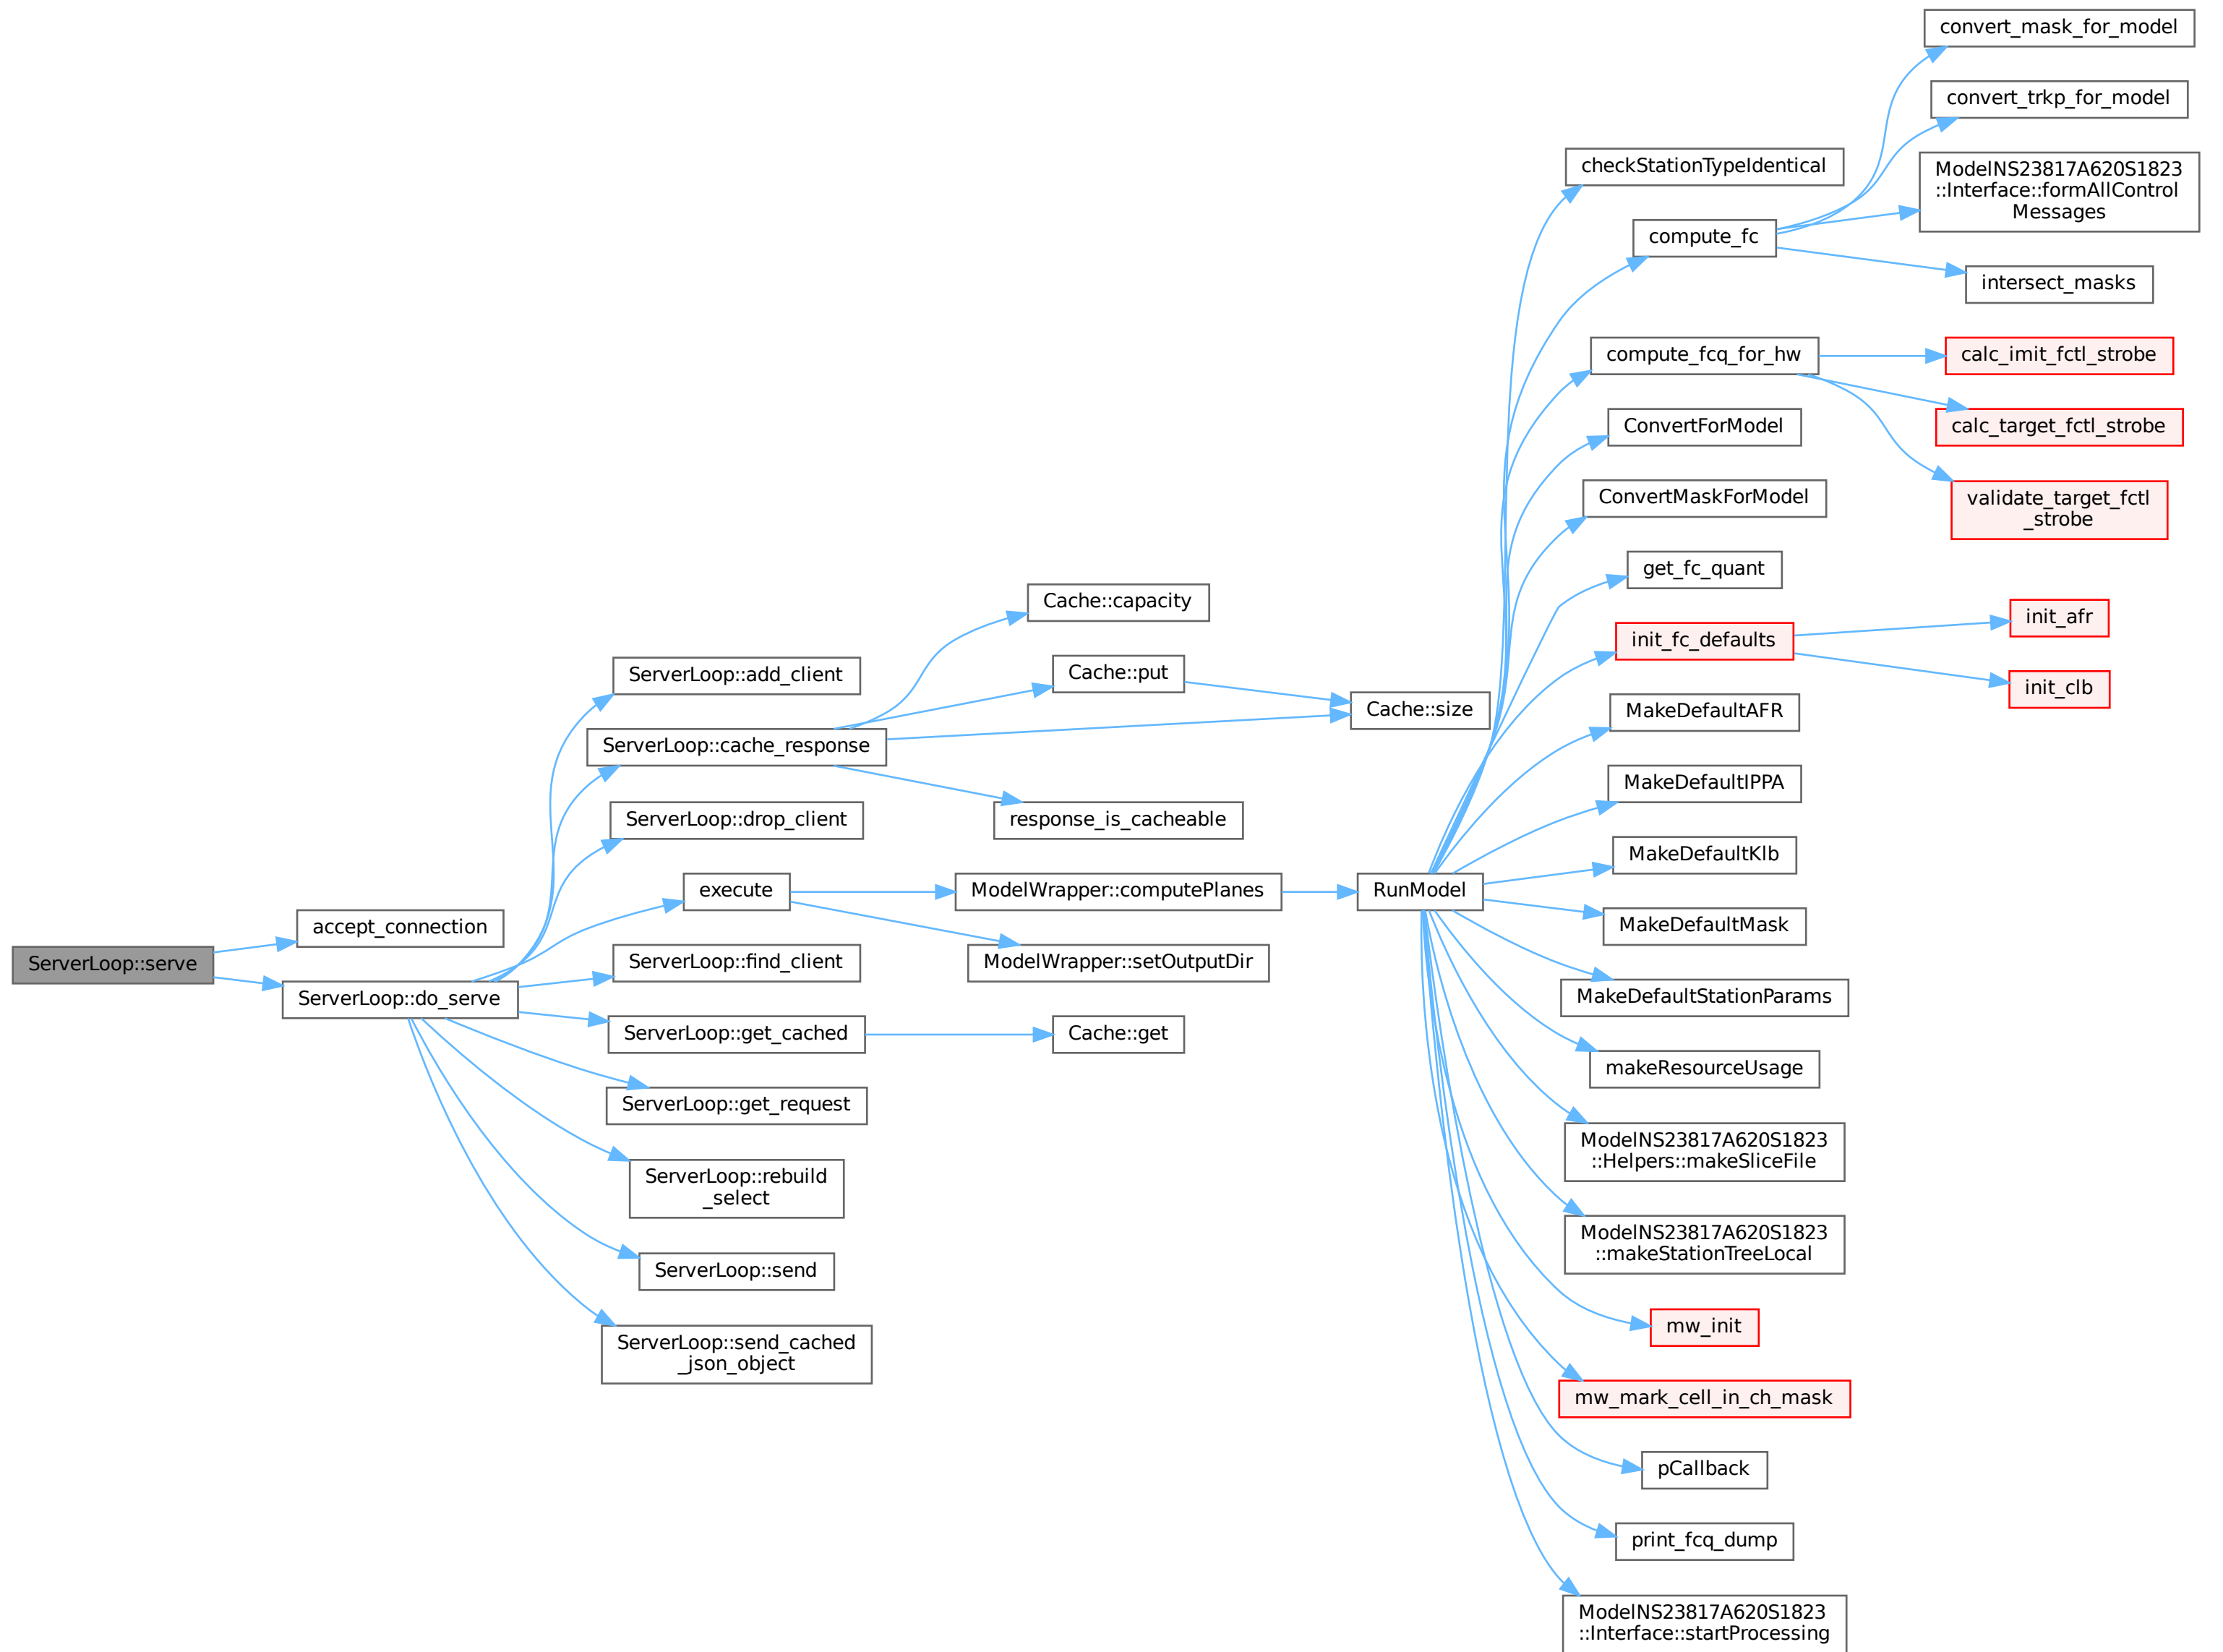 ServerLoop::serve
accept_connection
ServerLoop::do_serve
ServerLoop::add_client
ServerLoop::cache_response
ServerLoop::drop_client
execute
ServerLoop::find_client
ServerLoop::get_cached
ServerLoop::get_request
ServerLoop::rebuild
_select
ServerLoop::send
ServerLoop::send_cached
_json_object
Cache::capacity
Cache::put
Cache::size
response_is_cacheable
ModelWrapper::computePlanes
ModelWrapper::setOutputDir
Cache::get
RunModel
checkStationTypeIdentical
compute_fc
compute_fcq_for_hw
ConvertForModel
ConvertMaskForModel
get_fc_quant
init_fc_defaults
MakeDefaultAFR
MakeDefaultIPPA
MakeDefaultKlb
MakeDefaultMask
MakeDefaultStationParams
makeResourceUsage
ModelNS23817A620S1823
::Helpers::makeSliceFile
ModelNS23817A620S1823
::makeStationTreeLocal
mw_init
mw_mark_cell_in_ch_mask
pCallback
print_fcq_dump
ModelNS23817A620S1823
::Interface::startProcessing
convert_mask_for_model
convert_trkp_for_model
ModelNS23817A620S1823
::Interface::formAllControl
Messages
intersect_masks
calc_imit_fctl_strobe
calc_target_fctl_strobe
validate_target_fctl
_strobe
init_afr
init_clb